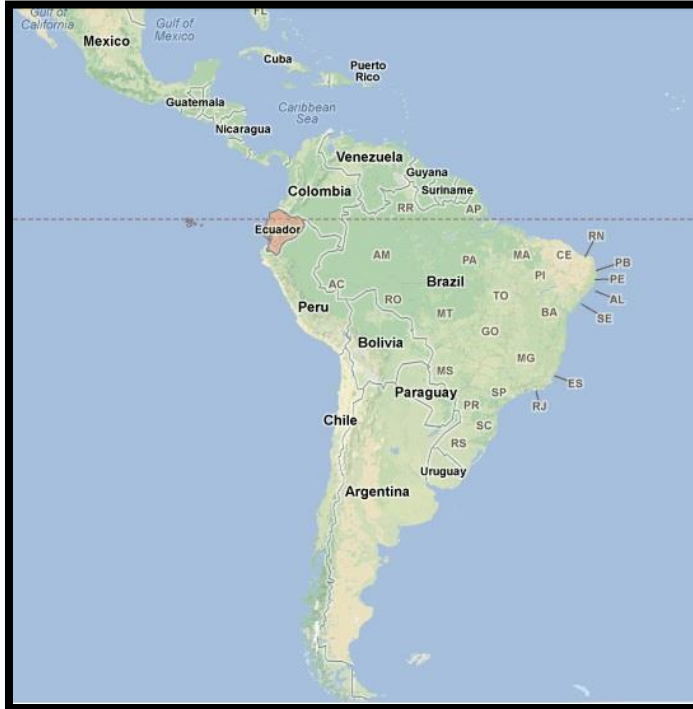 FL
Gulf of
California
Gulf of
Mexico
Mexico
Cuba
Puerto
Rico
Guatemala
Caribbean
Sea
Nicaragua
Venezuela
Guyana
Suriname
Colombia
RR
AP
Ecuador
RN
AM
PA
MA
CE
PB
PI
PE
AC
Brazil
RO
TO
AL
Peru
MT
BA
SE
GO
Bolivia
MG
MS
ES
Paraguay
SP
RJ
PR
Chile
SC
RS
Uruguay
Argentina